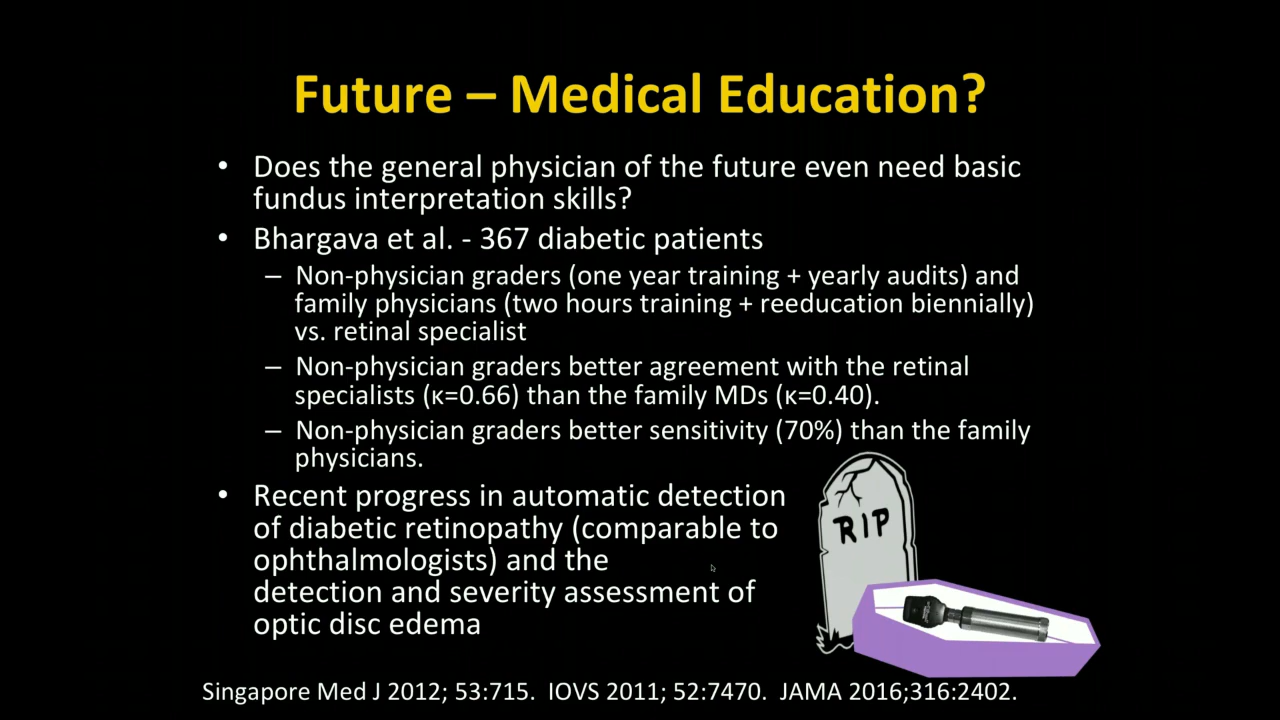 Future – Medical Education?
• Does the general physician of the future even need basic
fundus interpretation skills?
• Bhargava et al. - 367 diabetic patients
– Non-physician graders (one year training + yearly audits) and
family physicians (two hours training + reeducation biennially)
vs. retinal specialist
– Non-physician graders better agreement with the retinal
specialists (κ=0.66) than the family MDs (κ=0.40).
– Non-physician graders better sensitivity (70%) than the family
physicians.
• Recent progress in automatic detection
of diabetic retinopathy (comparable to
ophthalmologists) and the
detection and severity assessment of
optic disc edema
RIP
Singapore Med J 2012; 53:715. IOVS 2011; 52:7470. JAMA 2016;316:2402.